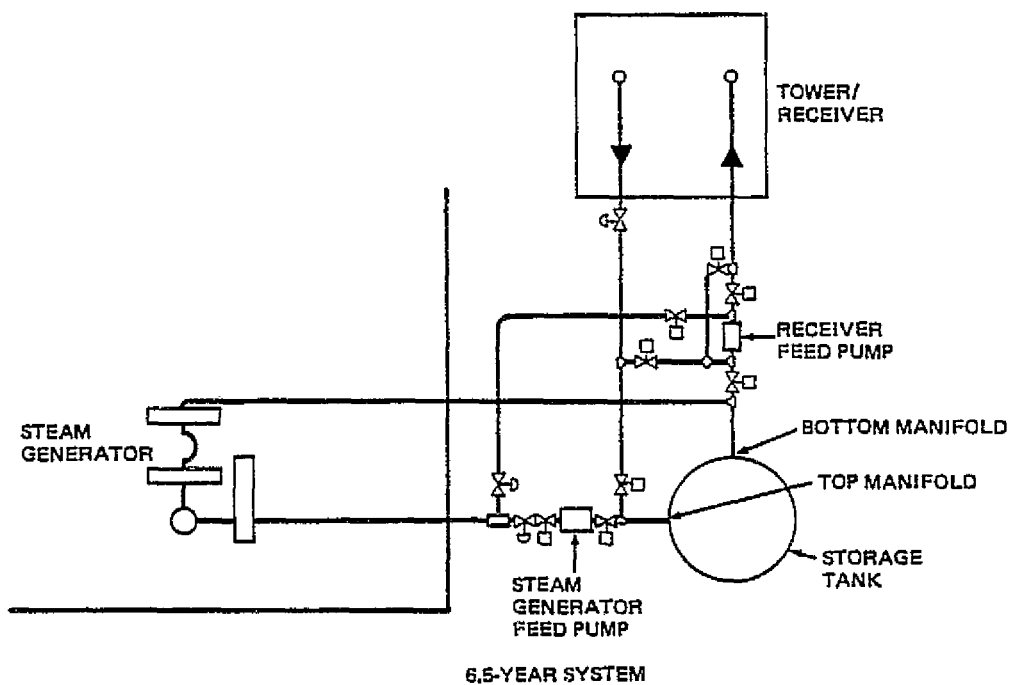 TOWER/
RECEIVER
RECEIVER
FEED PUMP
STEAM
GENERATOR
BOTTOM MANIFOLD
TOP MANIFOLD
STORAGE
TANK
STEAM
GENERATOR
FEED PUMP
6.5-YEAR SYSTEM